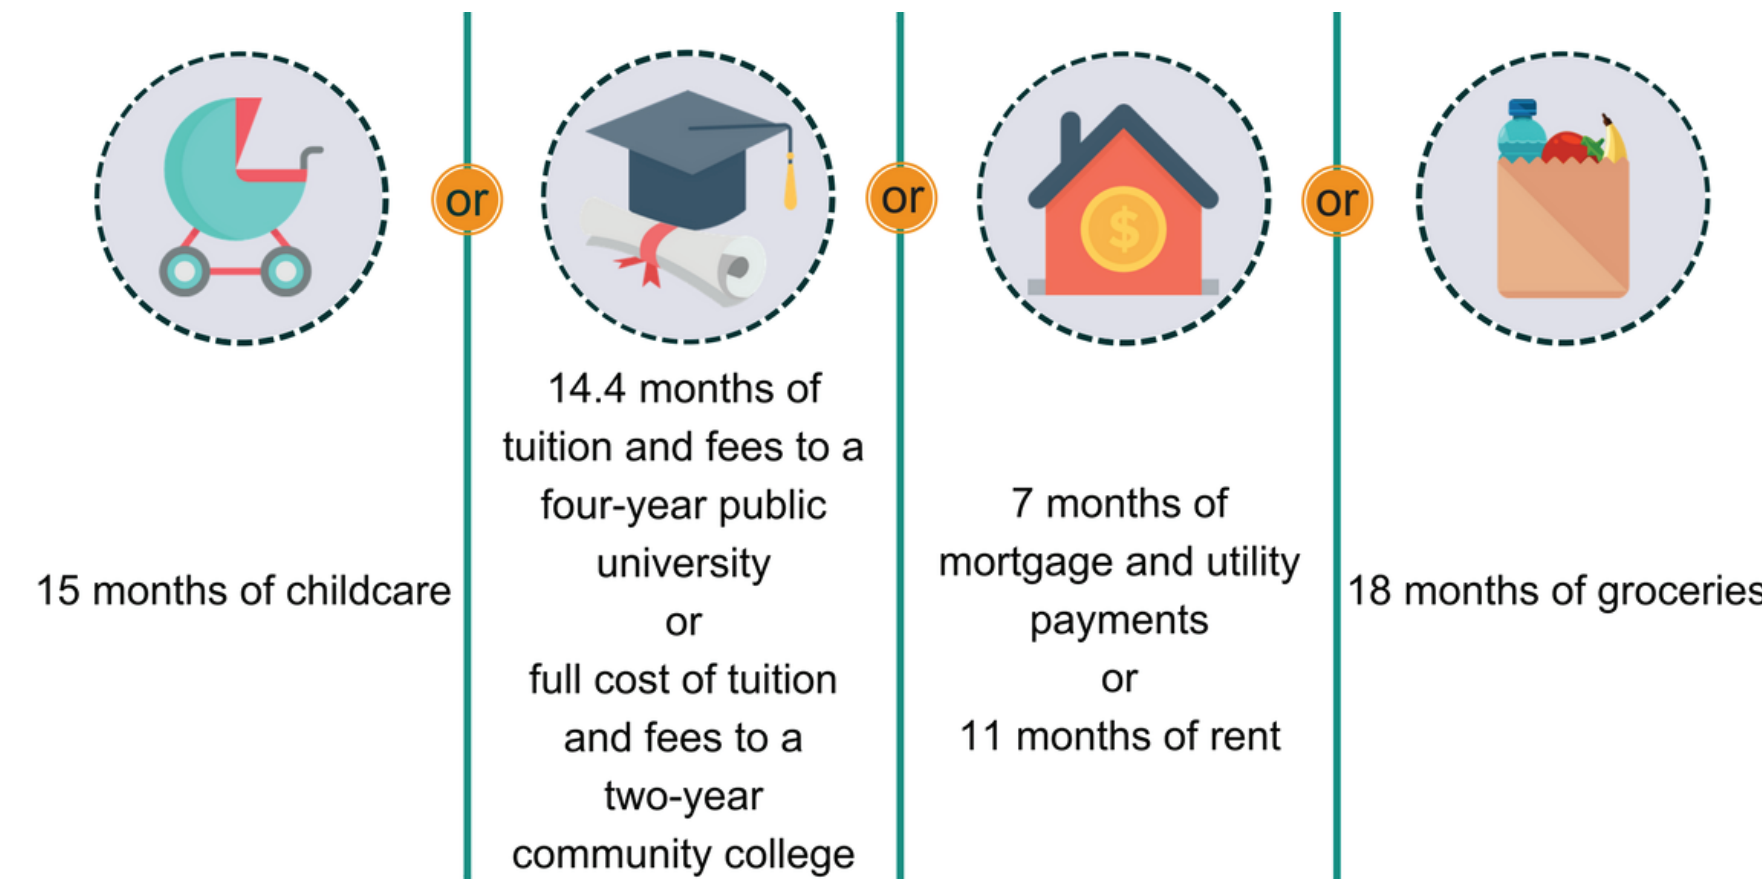 or
or
or
$
15 months of childcare
14.4 months of
tuition and fees to a
four-year public
university
or
full cost of tuition
and fees to a
two-year
community college
7 months of
mortgage and utility
payments
or
11 months of rent
18 months of groceries